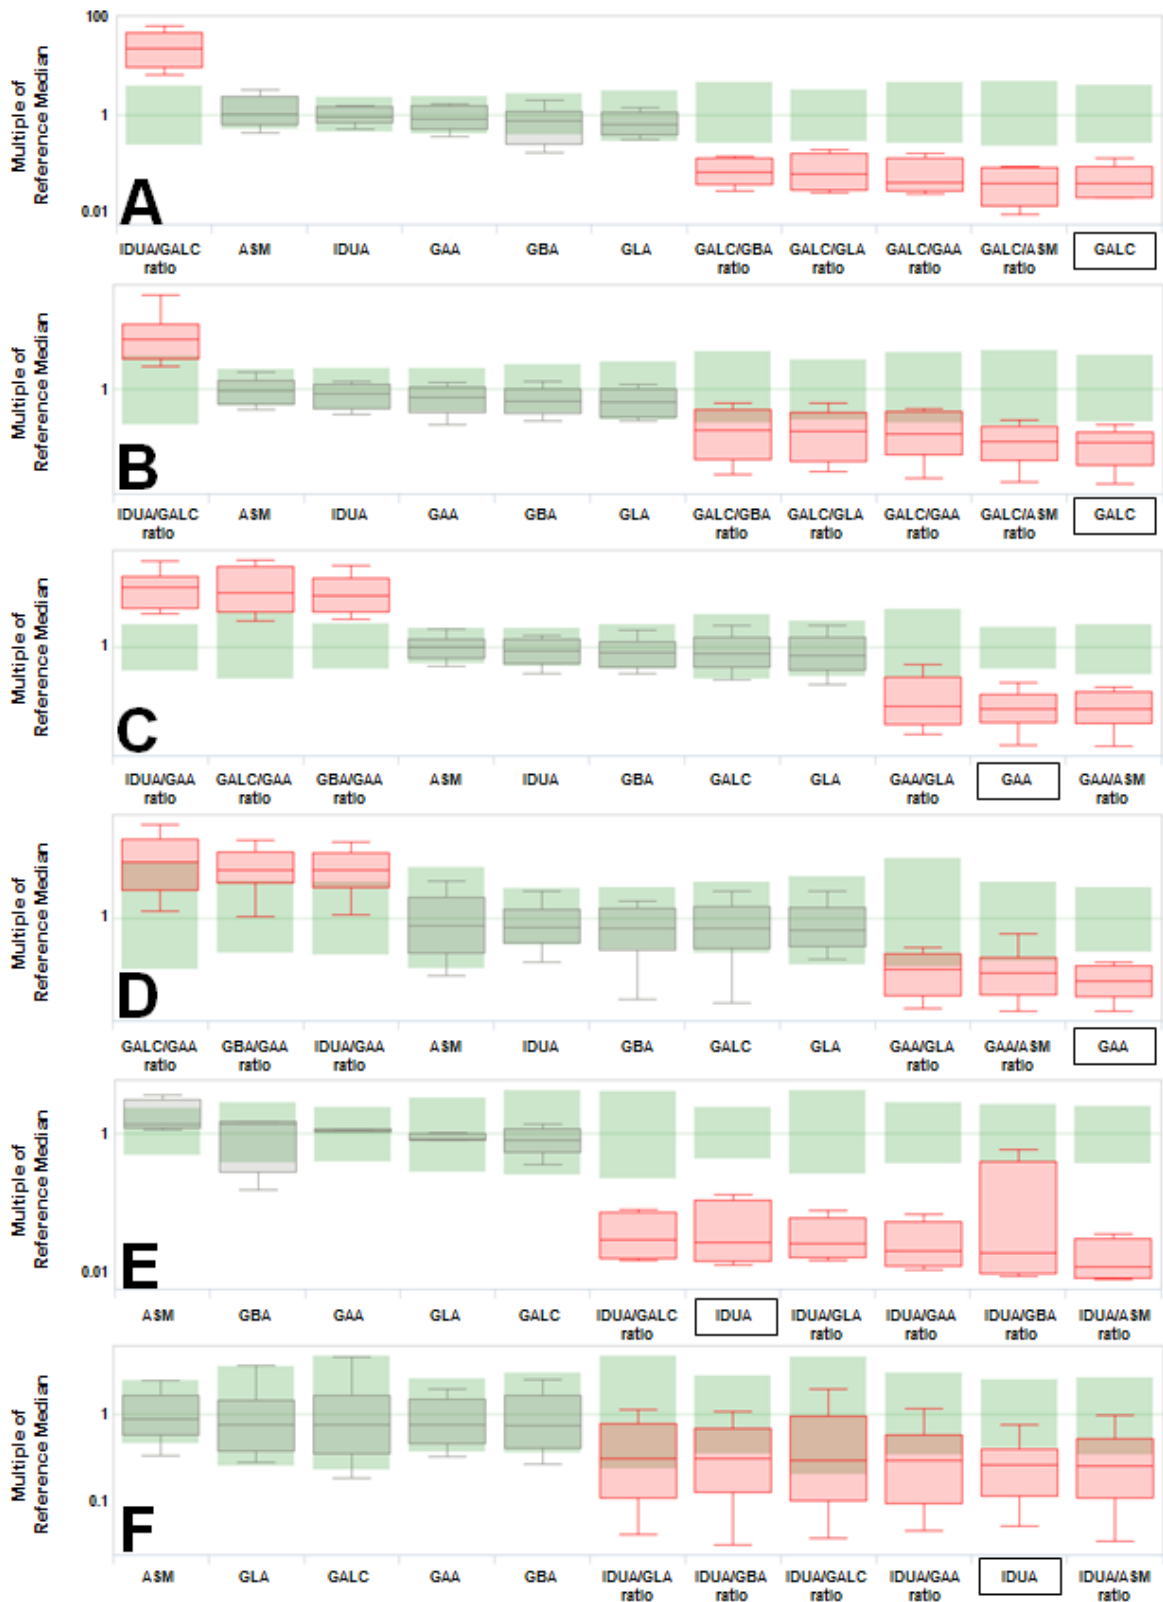 100
Multiple of
Reference Median
1
0.01
A
IDUA/GALC ratio ASM IDUA GAA GBA GLA GALC/GBA ratio GALC/GLA ratio GALC/GAA ratio GALC/ASM ratio GALC
Multiple of
Reference Median
1
B
IDUA/GALC ratio ASM IDUA GAA GBA GLA GALC/GBA ratio GALC/GLA ratio GALC/GAA ratio GALC/ASM ratio GALC
Multiple of
Reference Median
1
C
IDUA/GAA ratio GALC/GAA ratio GBA/GAA ratio ASM IDUA GBA GALC GLA GAA/GLA ratio GAA GAA/ASM ratio
Multiple of
Reference Median
1
D
GALC/GAA ratio GBA/GAA ratio IDUA/GAA ratio ASM IDUA GBA GALC GLA GAA/GLA ratio GAA/ASM ratio GAA
Multiple of
Reference Median
1
0.01
E
ASM GBA GAA GLA GALC IDUA/GALC ratio IDUA IDUA/GLA ratio IDUA/GAA ratio IDUA/GBA ratio IDUA/ASM ratio
Multiple of
Reference Median
1
0.1
F
ASM GLA GALC GAA GBA IDUA/GLA ratio IDUA/GBA ratio IDUA/GALC ratio IDUA/GAA ratio IDUA IDUA/ASM ratio